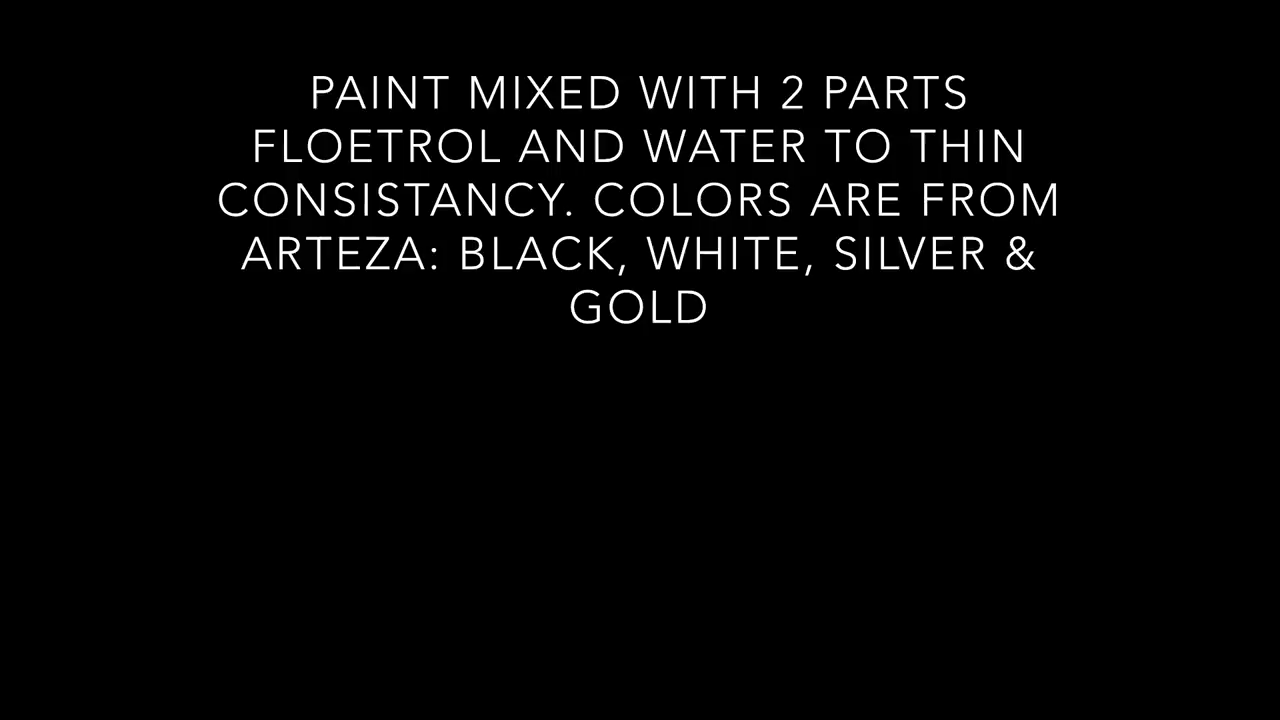 PAINT MIXED WITH 2 PARTS
FLOETROL AND WATER TO THIN
CONSISTANCY. COLORS ARE FROM
ARTEZA: BLACK, WHITE, SILVER &
GOLD